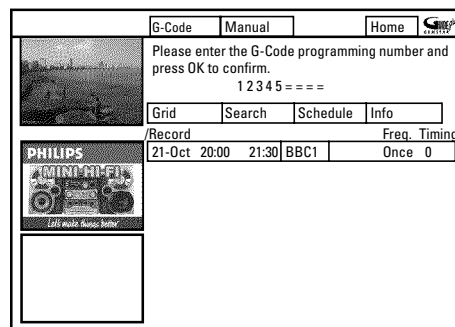 G-Code Manual Home GUIDE
GEMSTAR
Please enter the G-Code programming number and
press OK to confirm.
1 2 3 4 5 = = = =
Grid Search Schedule Info
/Record Freq. Timing
21-Oct 20:00 21:30 BBC1 Once 0
PHILIPS
MINI-HI-FI
Let's make things better